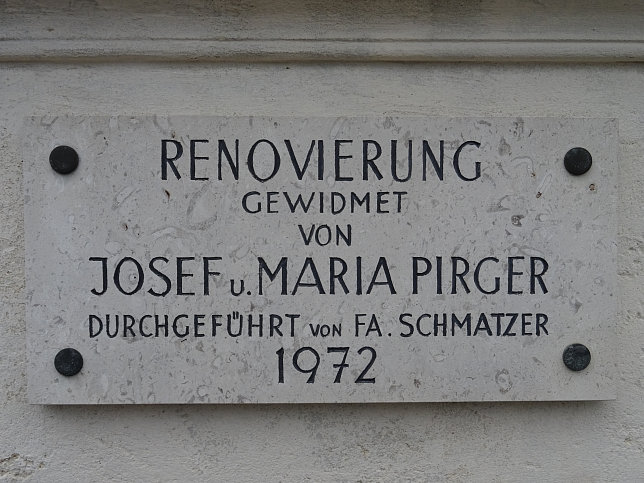 RENOVIERUNG
GEWIDMET
VON
JOSEF u. MARIA PIRGER
DURCHGEFÜHRT VON FA. SCHMATZER
1972